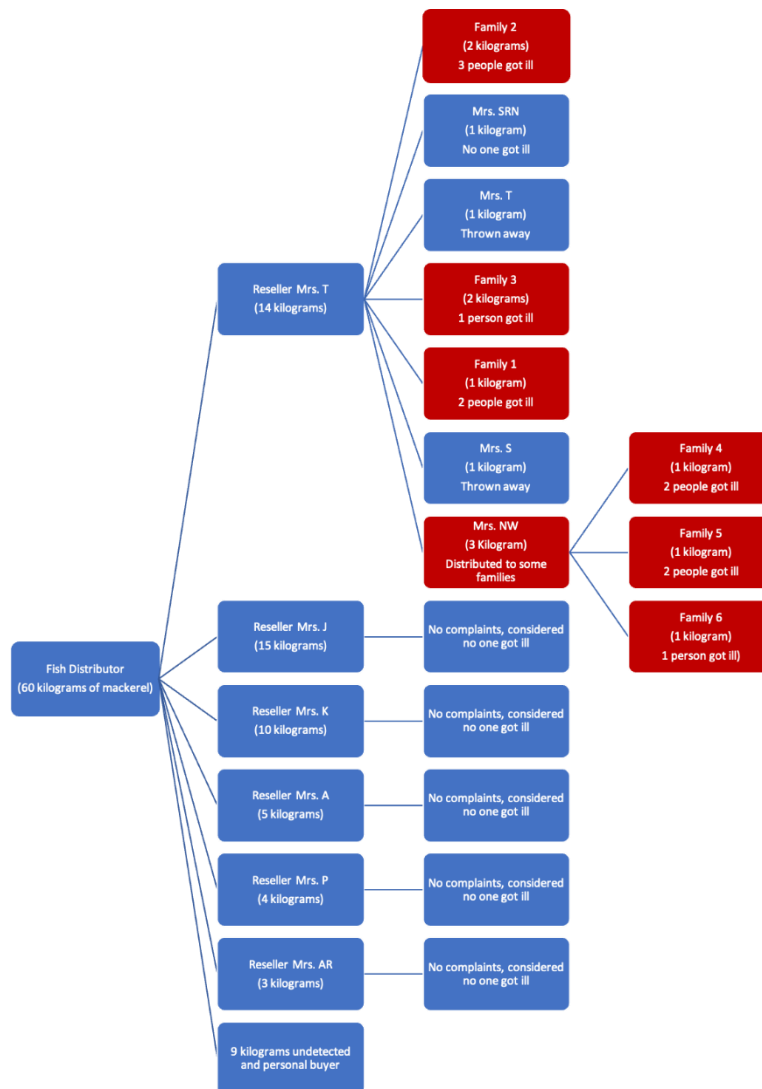 Family 2
(2 kilograms)
3 people got ill
Mrs. SRN
(1 kilogram)
No one got ill
Mrs. T
(1 kilogram)
Thrown away
Reseller Mrs. T
(14 kilograms)
Family 3
(2 kilograms)
1 person got ill
Family 1
(1 kilogram)
2 people got ill
Mrs. S
(1 kilogram)
Thrown away
Family 4
(1 kilogram)
2 people got ill
Mrs. NW
(3 Kilogram)
Distributed to some
families
Family 5
(1 kilogram)
2 people got ill
Family 6
(1 kilogram)
1 person got ill)
Fish Distributor
(60 kilograms of mackerel)
Reseller Mrs. J
(15 kilograms)
No complaints, considered
no one got ill
Reseller Mrs. K
(10 kilograms)
No complaints, considered
no one got ill
Reseller Mrs. A
(5 kilograms)
No complaints, considered
no one got ill
Reseller Mrs. P
(4 kilograms)
No complaints, considered
no one got ill
Reseller Mrs. AR
(3 kilograms)
No complaints, considered
no one got ill
9 kilograms undetected
and personal buyer